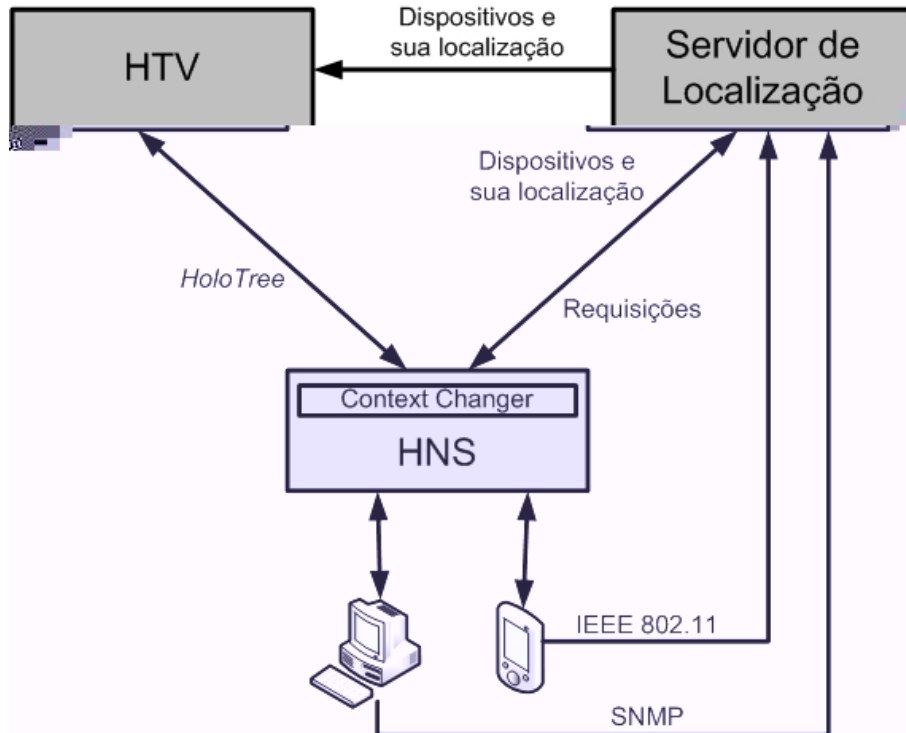 Dispositivos e
sua localização
HTV
Servidor de
Localização
Dispositivos e
sua localização
HoloTree
Requisições
Context Changer
HNS
IEEE 802.11
SNMP